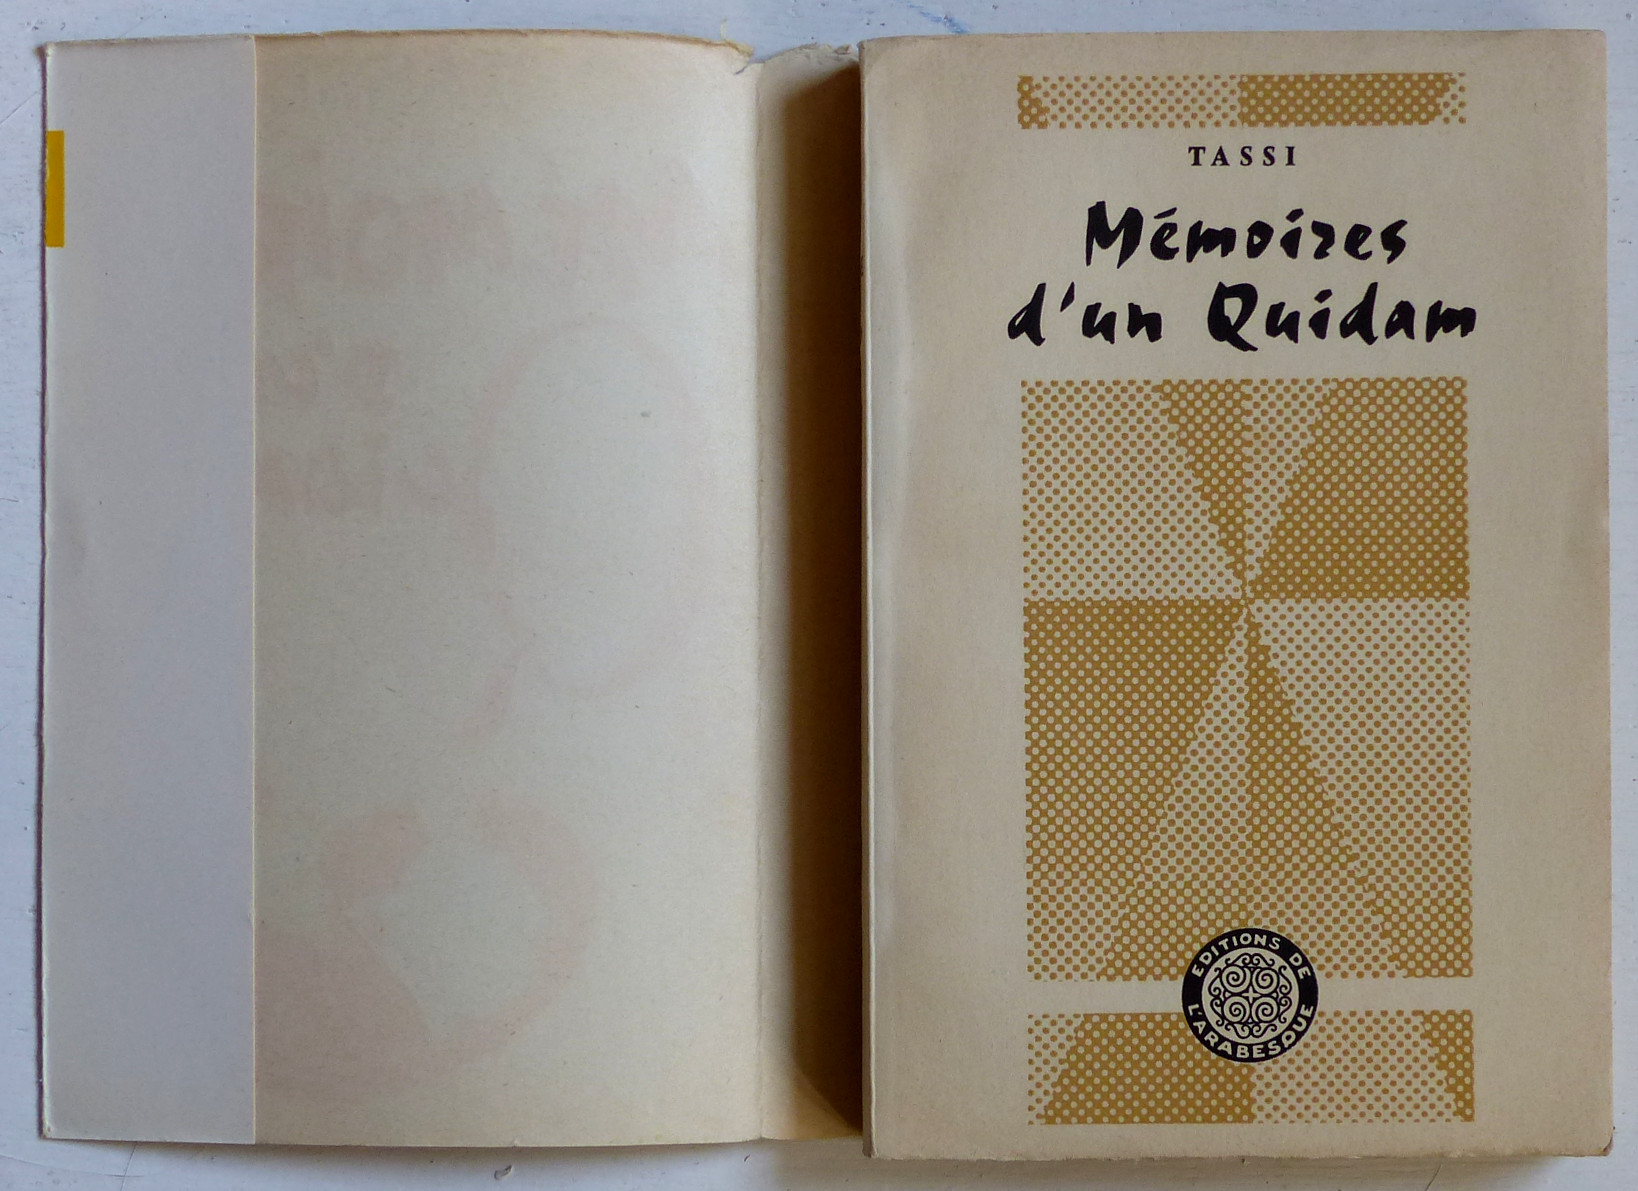 TASSI
Mémoires
d'un Quidam
EDITIONS DE
L'ARABESQUE